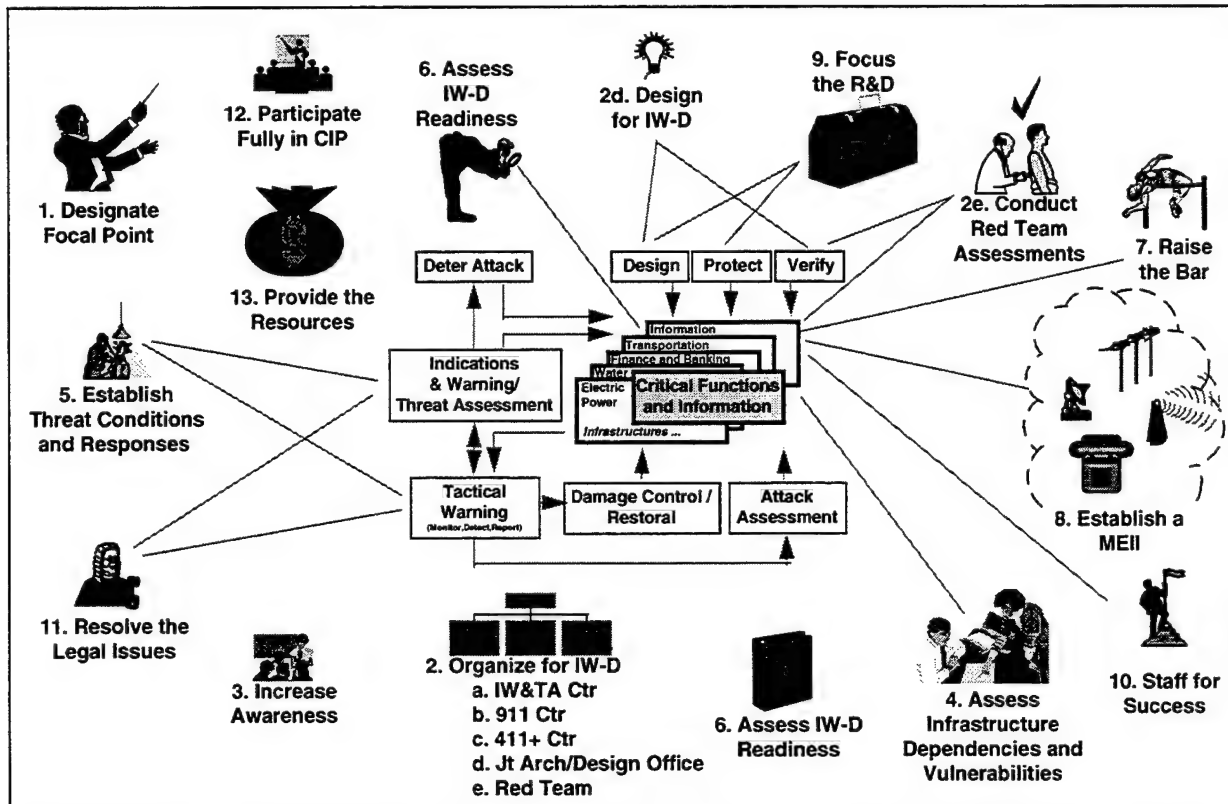 12. Participate
Fully in CIP
6. Assess
IW-D
Readiness
2d. Design
for IW-D
9. Focus
the R&D
1. Designate
Focal Point
13. Provide the
Resources
2e. Conduct
Red Team
Assessments
7. Raise
the Bar
Deter Attack
Design
Protect
Verify
5. Establish
Threat Conditions
and Responses
Indications
& Warning/
Threat Assessment
Information
Transportation
Finance and Banking
Water
Electric
Power
Critical Functions
and Information
Infrastructures ...
Tactical
Warning
(Monitor,Detect,Report)
Damage Control /
Restoral
Attack
Assessment
8. Establish a
MEII
11. Resolve the
Legal Issues
3. Increase
Awareness
2. Organize for IW-D
a. IW&TA Ctr
b. 911 Ctr
c. 411+ Ctr
d. Jt Arch/Design Office
e. Red Team
6. Assess IW-D
Readiness
4. Assess
Infrastructure
Dependencies and
Vulnerabilities
10. Staff for
Success